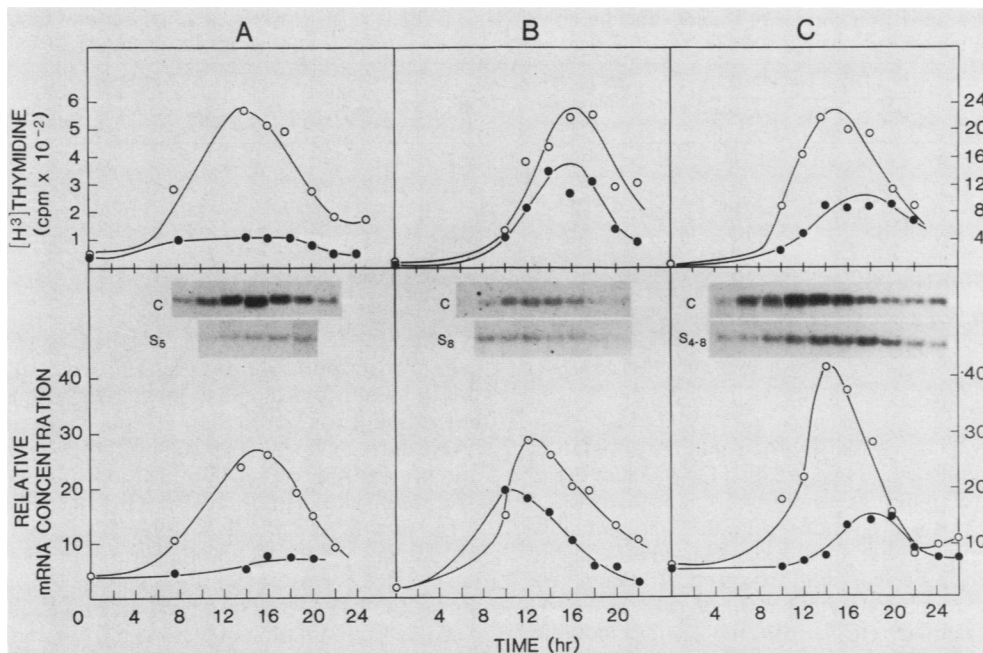 A B C
[H³]THYMIDINE
(cpm x 10⁻²)
6
5
4
3
2
1
24
20
16
12
8
4
C
S₅
C
S₈
C
S₄₋₈
RELATIVE
mRNA CONCENTRATION
40
30
20
10
40
30
20
10
0 4 8 12 16 20 24 4 8 12 16 20 4 8 12 16 20 24
TIME (hr)